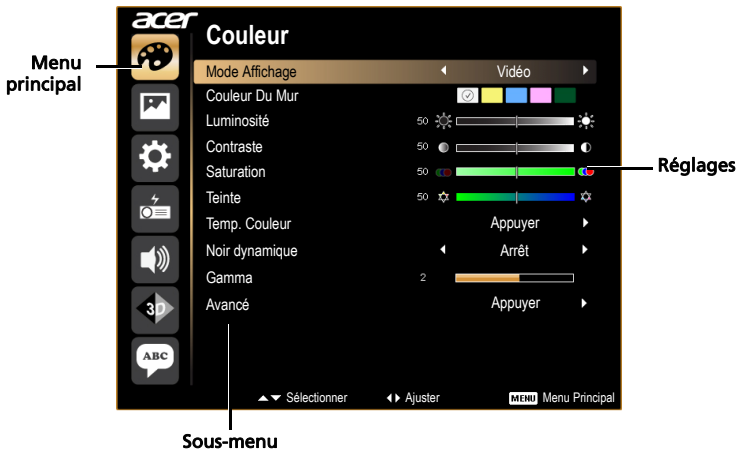 acer
Couleur
Menu principal
Mode Affichage Vidéo
Couleur Du Mur
Luminosité 50
Contraste 50
Saturation 50
Réglages
Teinte 50
Temp. Couleur Appuyer
Noir dynamique Arrêt
Gamma 2
Avancé Appuyer
3D
ABC
Sélectionner Ajuster MENU Menu Principal
Sous-menu